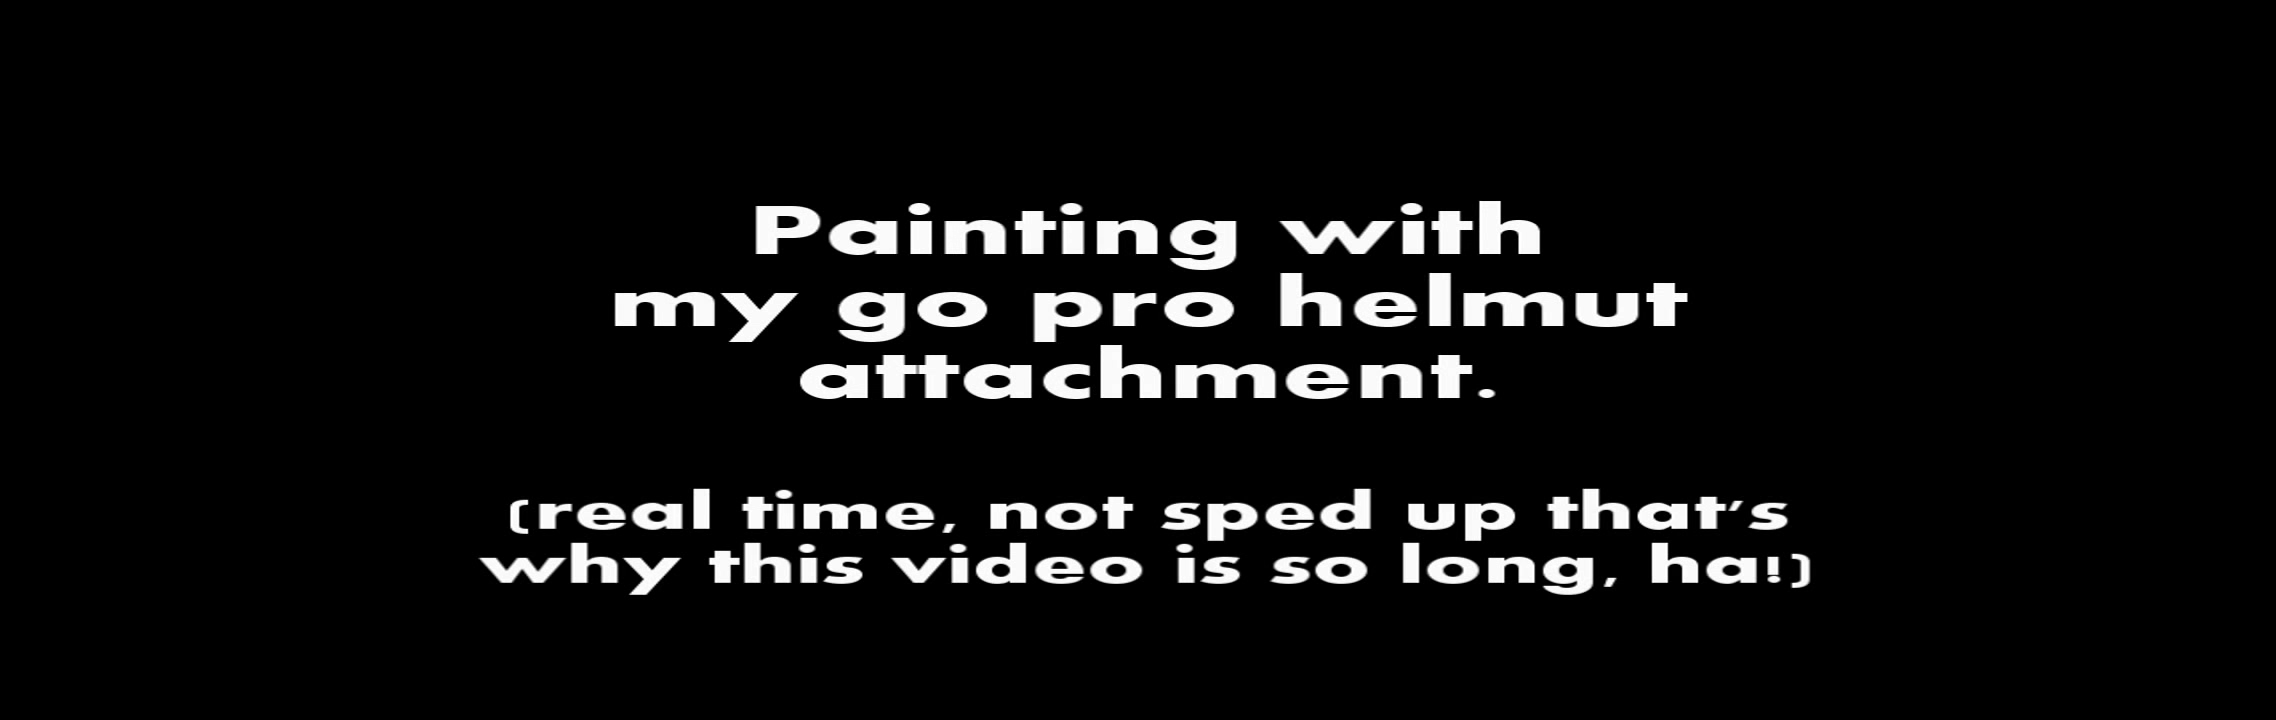 Painting with
my go pro helmut
attachment.
(real time, not sped up that's
why this video is so long, ha!)